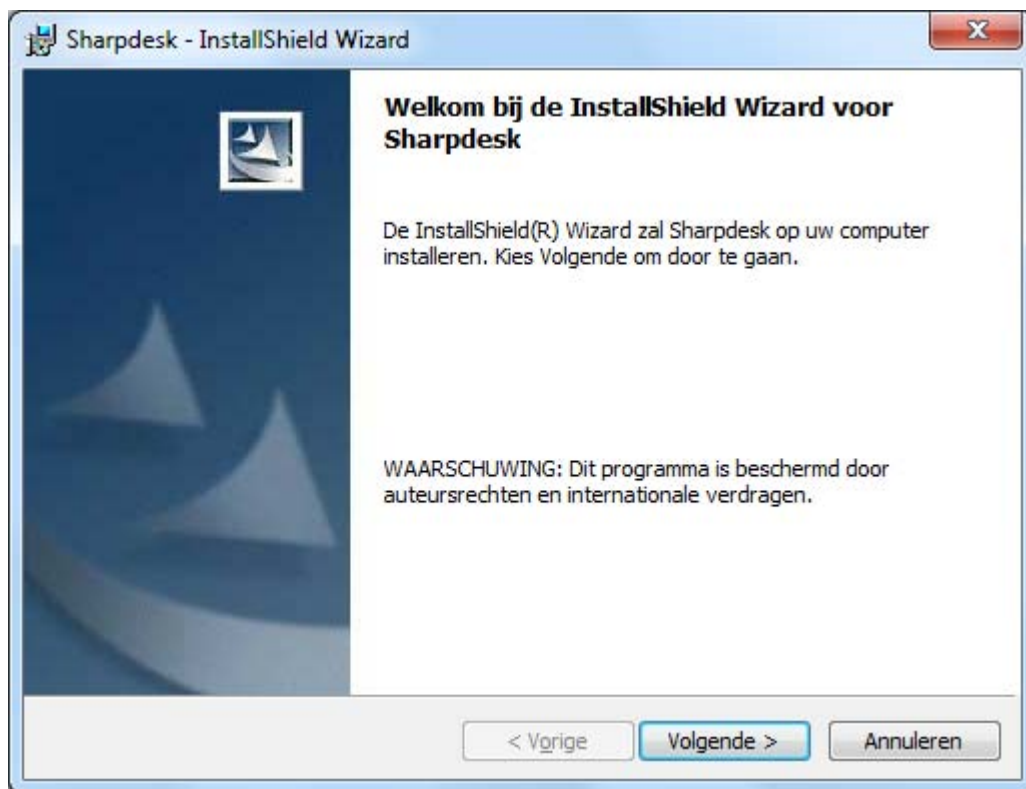 Sharpdesk - InstallShield Wizard
Welkom bij de InstallShield Wizard voor
Sharpdesk
De InstallShield(R) Wizard zal Sharpdesk op uw computer
installeren. Kies Volgende om door te gaan.
WAARSCHUWING: Dit programma is beschermd door
auteursrechten en internationale verdragen.
< Vorige
Volgende >
Annuleren